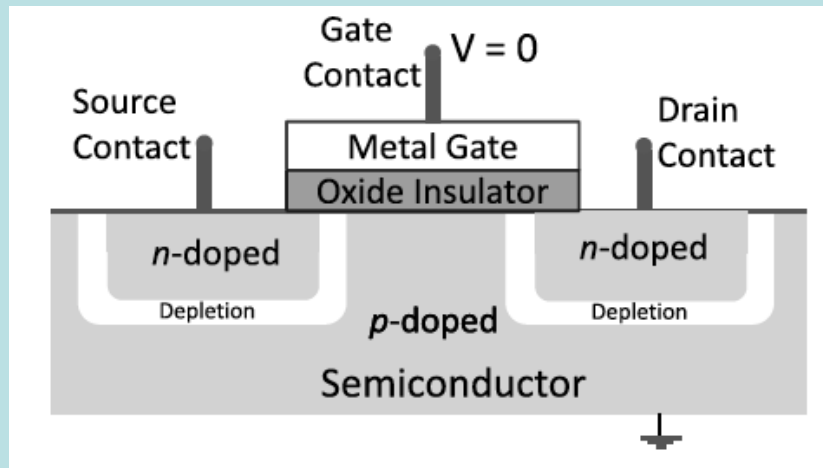 Gate
Contact
V = 0
Source
Contact
Drain
Contact
Metal Gate
Oxide Insulator
n-doped
n-doped
Depletion
Depletion
p-doped
Semiconductor